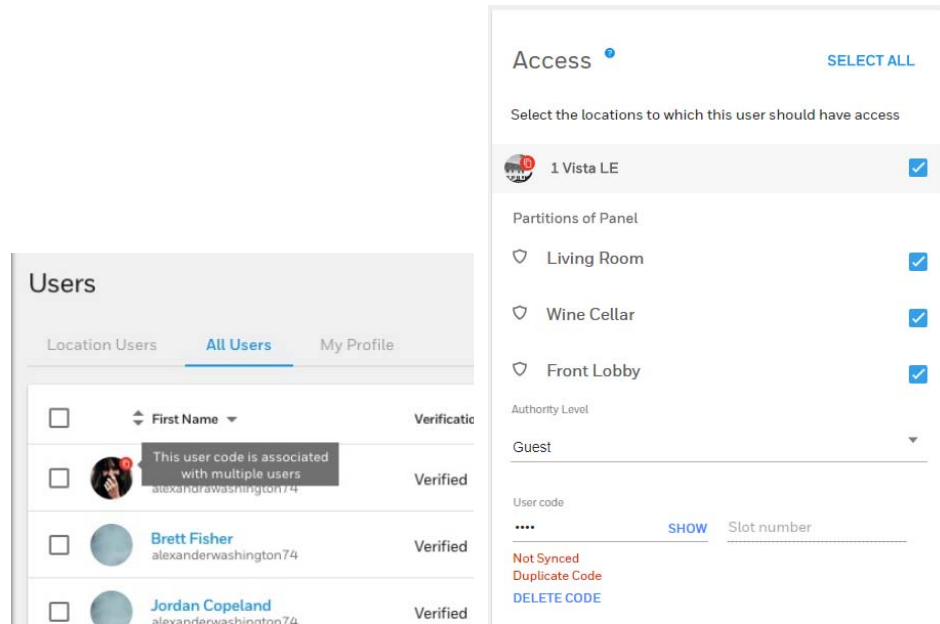 Users
Location Users All Users My Profile
First Name Verificatio
This user code is associated
with multiple users
alexandrawashington74
Verified
Brett Fisher
alexanderwashington74
Verified
Jordan Copeland
alexanderwashington74
Verified
Access
SELECT ALL
Select the locations to which this user should have access
1 Vista LE
Partitions of Panel
Living Room
Wine Cellar
Front Lobby
Authority Level
Guest
User code
•••• SHOW Slot number
Not Synced
Duplicate Code
DELETE CODE